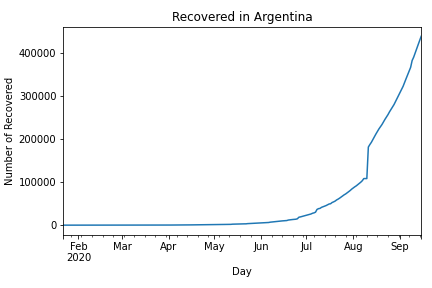 Recovered in Argentina
Number of Recovered
400000
300000
200000
100000
0
Feb Mar Apr May Jun Jul Aug Sep
2020
Day